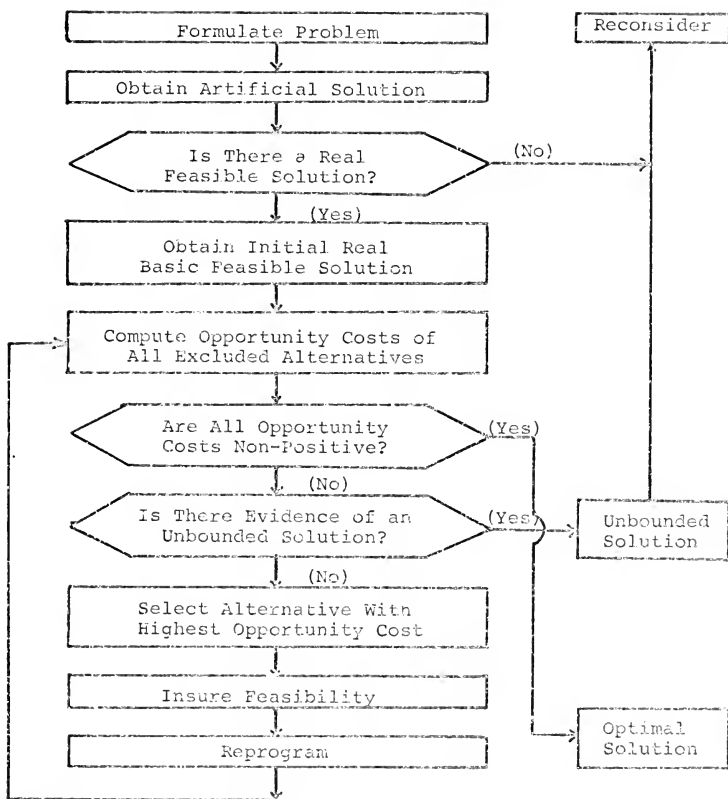 Formulate Problem
Reconsider
Obtain Artificial Solution
Is There a Real
Feasible Solution?
(No)
(Yes)
Obtain Initial Real
Basic Feasible Solution
Compute Opportunity Costs of
All Excluded Alternatives
Are All Opportunity
Costs Non-Positive?
(Yes)
(No)
Is There Evidence of an
Unbounded Solution?
(Yes)
Unbounded
Solution
(No)
Select Alternative With
Highest Opportunity Cost
Insure Feasibility
Reprogram
Optimal
Solution